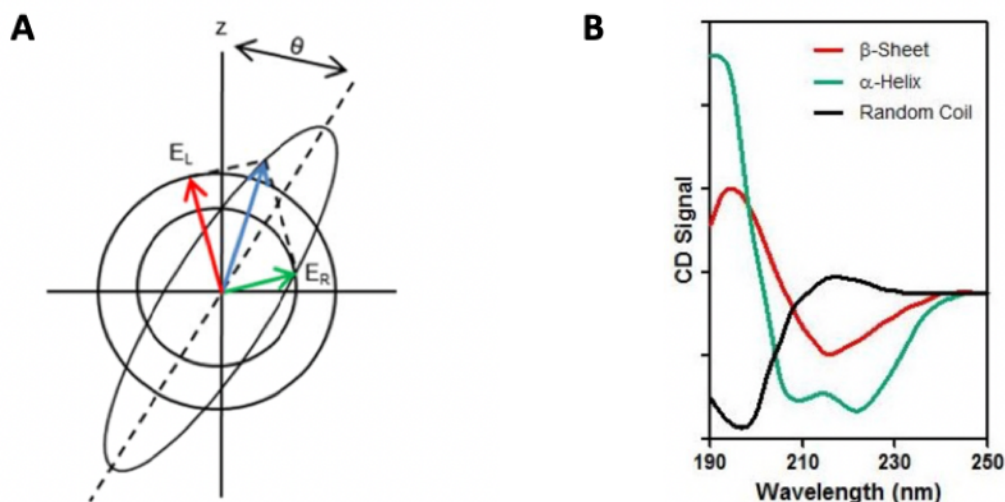 A
z
θ
E_L
E_R
B
β-Sheet
α-Helix
Random Coil
CD Signal
190 210 230 250
Wavelength (nm)